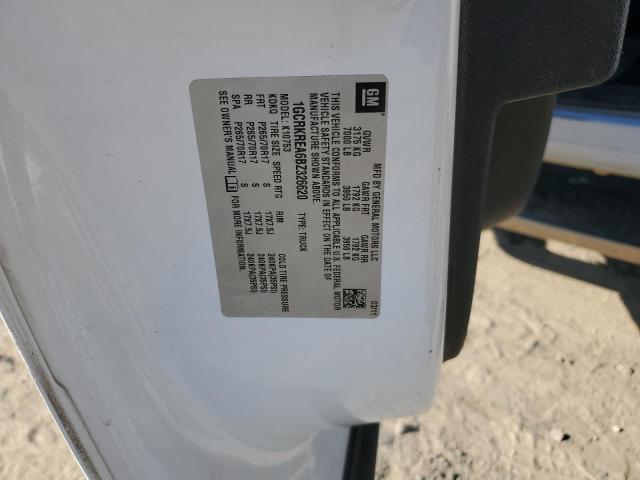 GM
MFD BY GENERAL MOTORS LLC
03/11
GVWR GAWR FRT GAWR RR
3175 KG 1792 KG 1792 KG
7000 LB 3950 LB 3950 LB
THIS VEHICLE CONFORMS TO ALL APPLICABLE U.S. FEDERAL MOTOR
VEHICLE SAFETY STANDARDS IN EFFECT ON THE DATE OF
MANUFACTURE SHOWN ABOVE.
1GCRKREA6BZ326620 TYPE: TRUCK
MODEL: K10753
KDKQ TIRE SIZE SPEED RTG RIM COLD TIRE PRESSURE
FRT P265/70R17 S 17X7.5J 240KPA(35PSI)
RR P265/70R17 S 17X7.5J 240KPA(35PSI)
SPA P265/70R17 S 17X7.5J 240KPA(35PSI)
SEE OWNER'S MANUAL FOR MORE INFORMATION.